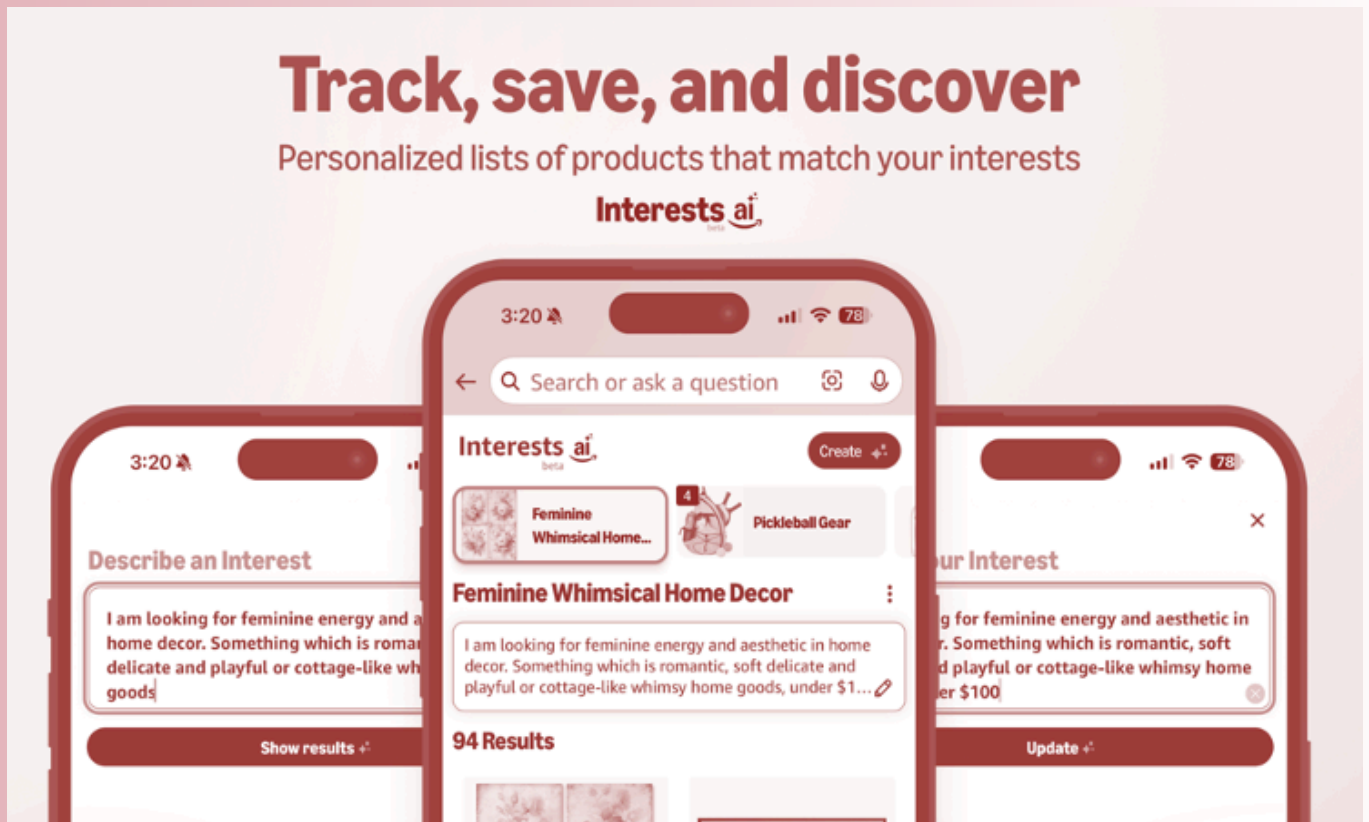 Track, save, and discover
Personalized lists of products that match your interests
Interests ai
beta
3:20
78
Search or ask a question
Interests ai
beta
Create
Feminine
Whimsical Home...
4
Pickleball Gear
Feminine Whimsical Home Decor
I am looking for feminine energy and aesthetic in home
decor. Something which is romantic, soft delicate and
playful or cottage-like whimsy home goods, under $1...
94 Results
3:20
Describe an Interest
I am looking for feminine energy and a
home decor. Something which is roman
delicate and playful or cottage-like wh
goods
Show results
78
ur Interest
g for feminine energy and aesthetic in
r. Something which is romantic, soft
d playful or cottage-like whimsy home
er $100
Update